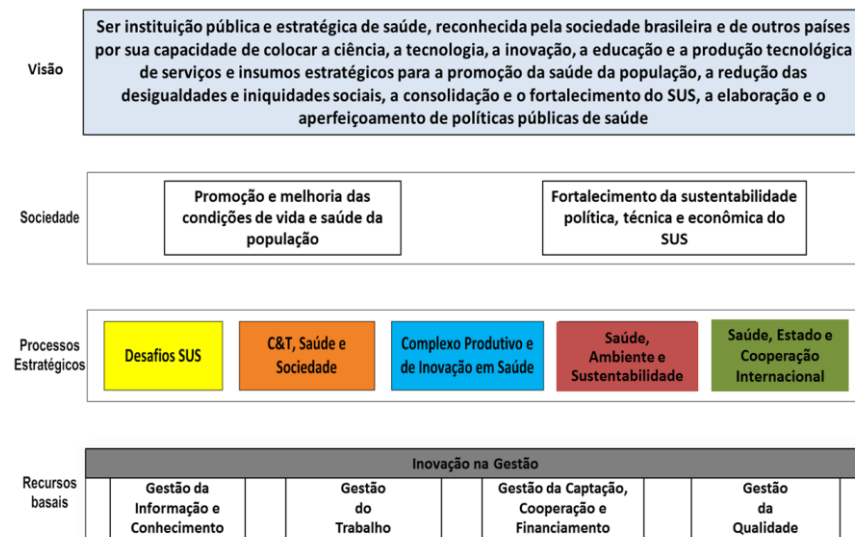 Visão
Ser instituição pública e estratégica de saúde, reconhecida pela sociedade brasileira e de outros países
por sua capacidade de colocar a ciência, a tecnologia, a inovação, a educação e a produção tecnológica
de serviços e insumos estratégicos para a promoção da saúde da população, a redução das
desigualdades e iniquidades sociais, a consolidação e o fortalecimento do SUS, a elaboração e o
aperfeiçoamento de políticas públicas de saúde
Sociedade
Promoção e melhoria das
condições de vida e saúde da
população
Fortalecimento da sustentabilidade
política, técnica e econômica do
SUS
Processos
Estratégicos
Desafios SUS
C&T, Saúde e
Sociedade
Complexo Produtivo e
de Inovação em Saúde
Saúde,
Ambiente e
Sustentabilidade
Saúde, Estado e
Cooperação
Internacional
Recursos
basais
Inovação na Gestão
Gestão da
Informação e
Conhecimento
Gestão
do
Trabalho
Gestão da Captação,
Cooperação e
Financiamento
Gestão
da
Qualidade